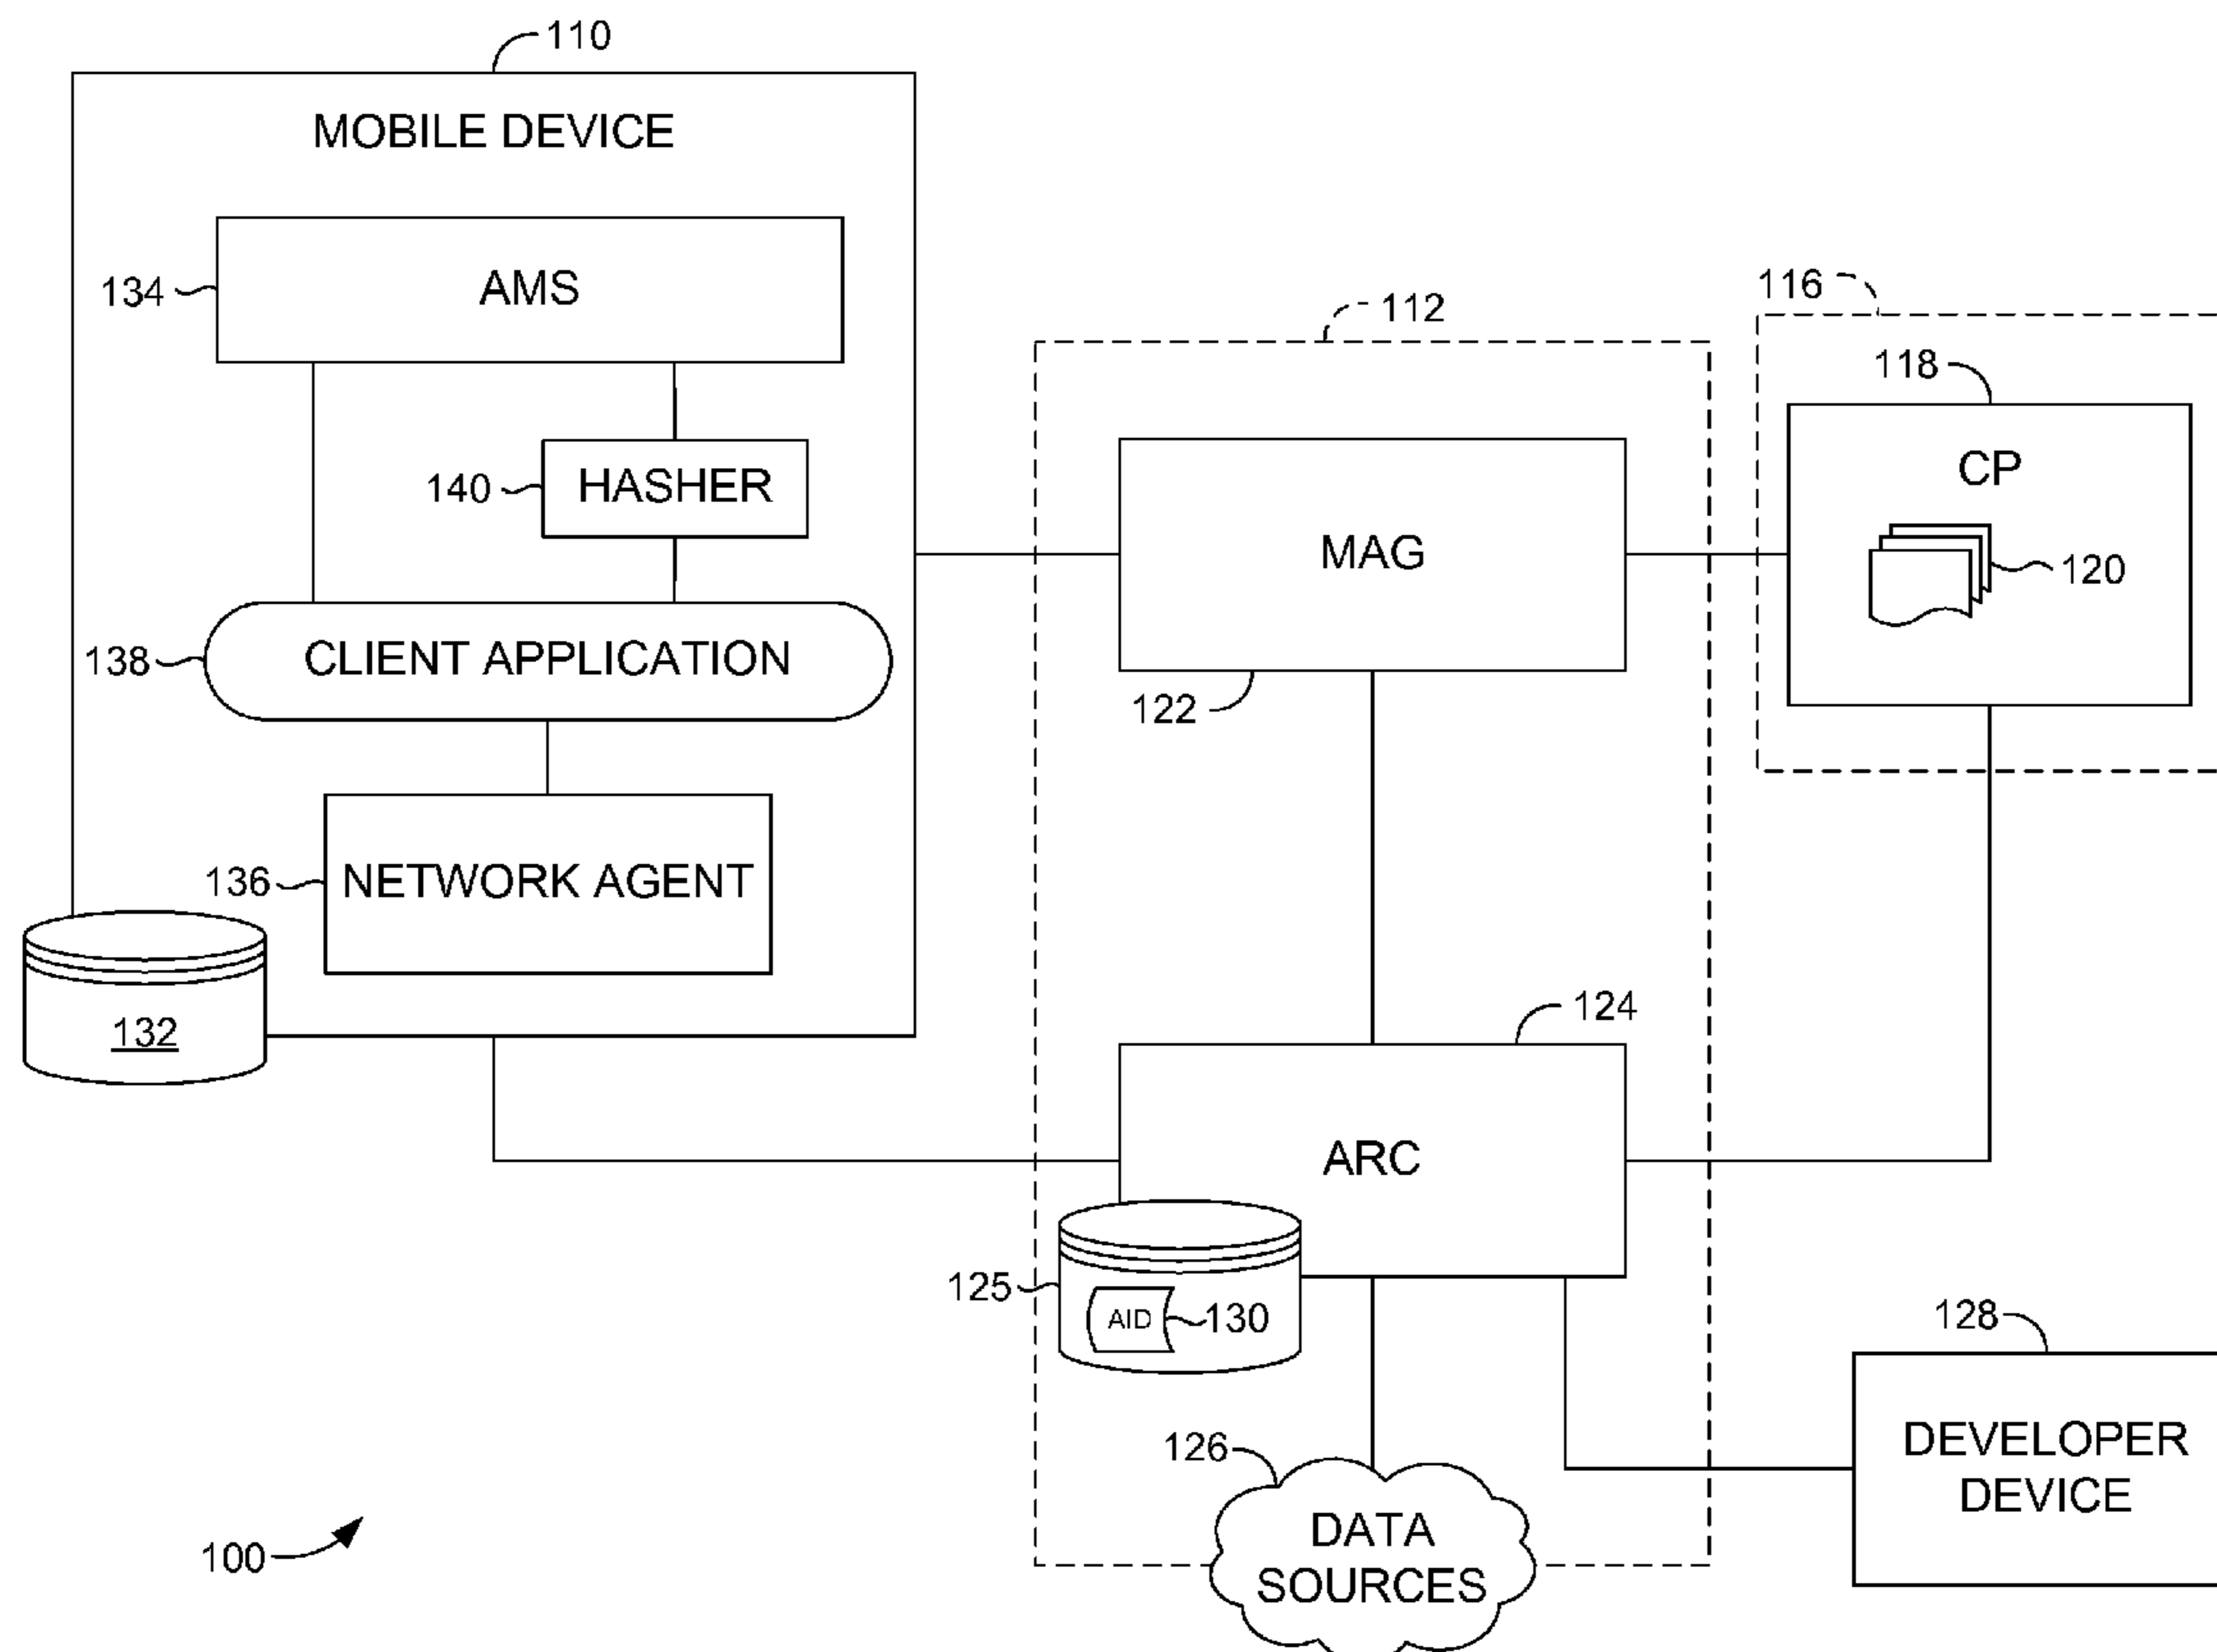 110
MOBILE DEVICE
134
AMS
140
HASHER
138
CLIENT APPLICATION
136
NETWORK AGENT
132
112
MAG
122
116
118
CP
120
124
ARC
125
AID
130
126
DATA
SOURCES
128
DEVELOPER
DEVICE
100